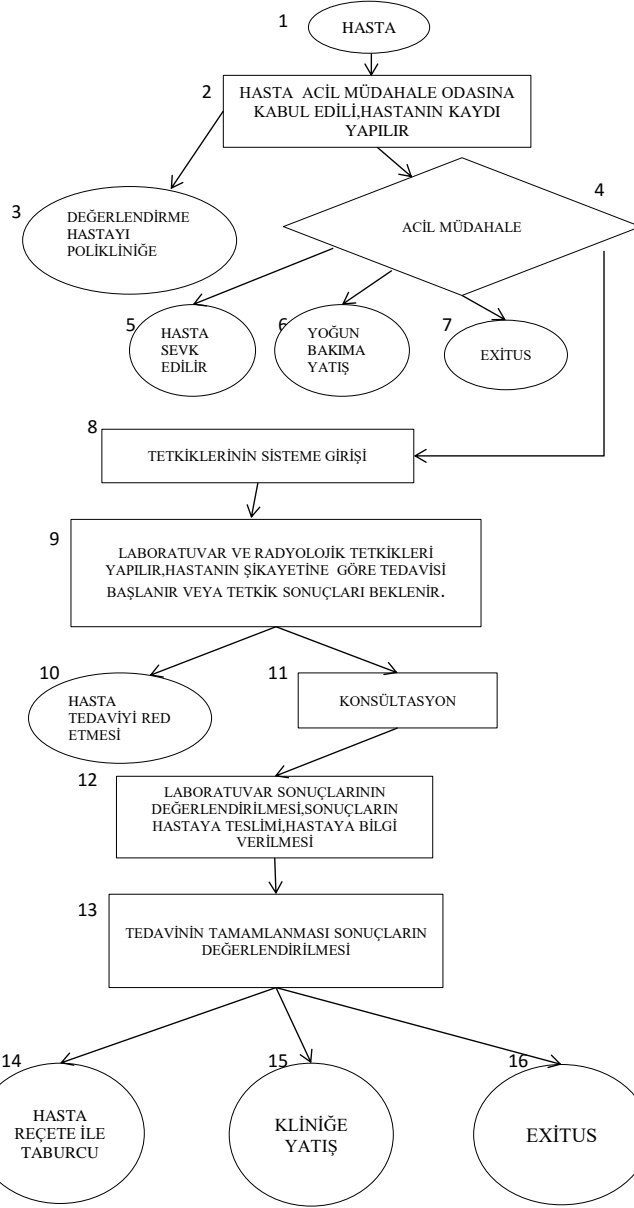 1
HASTA
2
HASTA ACİL MÜDAHALE ODASINA
KABUL EDİLİ,HASTANIN KAYDI
YAPILIR
3
DEĞERLENDİRME
HASTAYI
POLİKLİNİĞE
4
ACİL MÜDAHALE
5
HASTA
SEVK
EDİLİR
6
YOĞUN
BAKIMA
YATIŞ
7
EXİTUS
8
TETKİKLERİNİN SİSTEME GİRİŞİ
9
LABORATUVAR VE RADYOLOJİK TETKİKLERİ
YAPILIR,HASTANIN ŞİKAYETİNE GÖRE TEDAVİSİ
BAŞLANIR VEYA TETKİK SONUÇLARI BEKLENİR.
10
HASTA
TEDAVİYİ RED
ETMESİ
11
KONSÜLTASYON
12
LABORATUVAR SONUÇLARININ
DEĞERLENDİRİLMESİ,SONUÇLARIN
HASTAYA TESLİMİ,HASTAYA BİLGİ
VERİLMESİ
13
TEDAVİNİN TAMAMLANMASI SONUÇLARIN
DEĞERLENDİRİLMESİ
14
HASTA
REÇETE İLE
TABURCU
15
KLİNİĞE
YATIŞ
16
EXİTUS